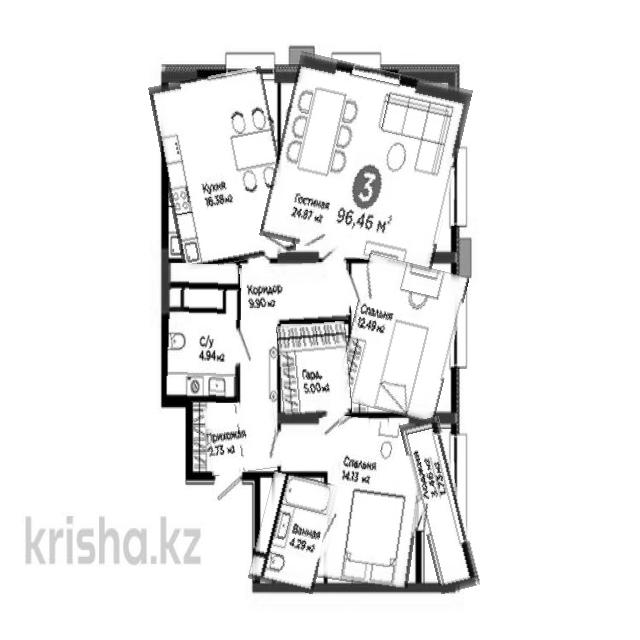 Кухня
16.38 м²
Гостиная
24.87 м²
3
96,46 м²
Коридор
9.90 м²
Спальня
12.49 м²
С/у
4.94 м²
Гард.
5.00 м²
Прихожая
2.73 м²
Спальня
14.13 м²
Лоджия
3.46 м²
1.73 м²
Ванная
4.29 м²
krisha.kz